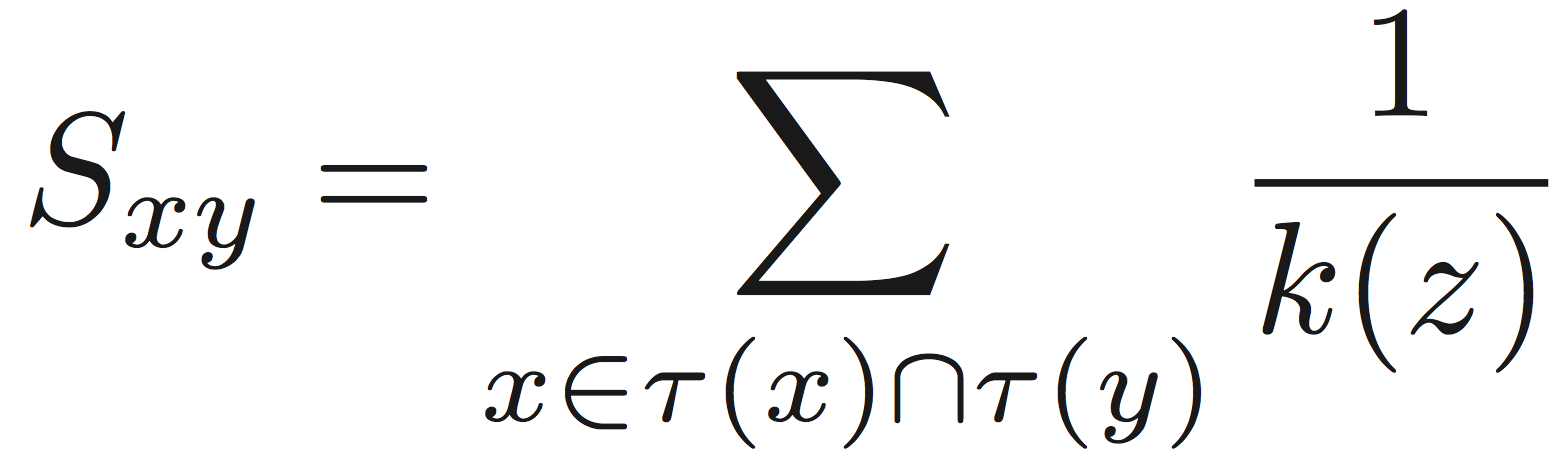 S_{xy} = \sum_{x \in \tau(x) \cap \tau(y)} \frac{1}{k(z)}